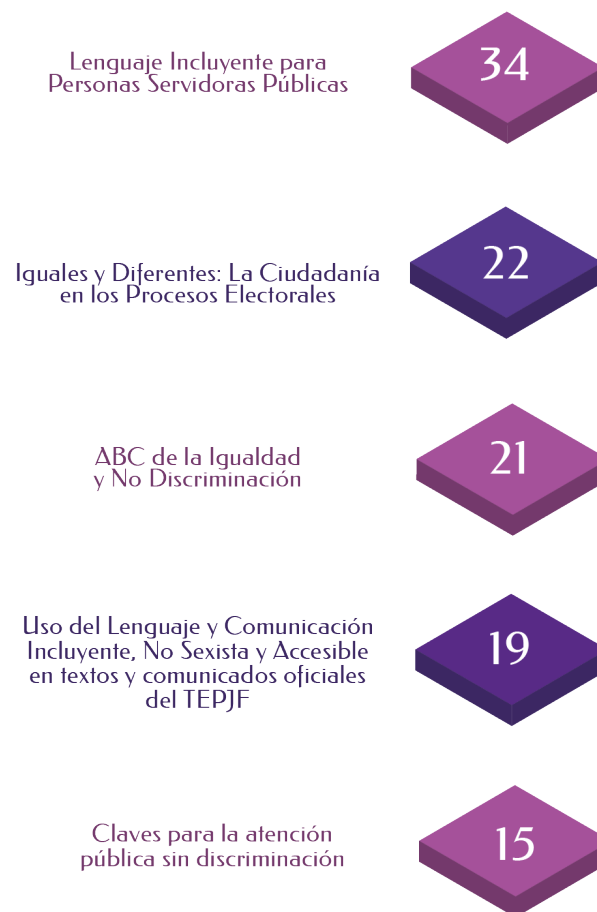 Lenguaje Incluyente para
Personas Servidoras Públicas
34
Iguales y Diferentes: La Ciudadanía
en los Procesos Electorales
22
ABC de la Igualdad
y No Discriminación
21
Uso del Lenguaje y Comunicación
Incluyente, No Sexista y Accesible
en textos y comunicados oficiales
del TEPJF
19
Claves para la atención
pública sin discriminación
15